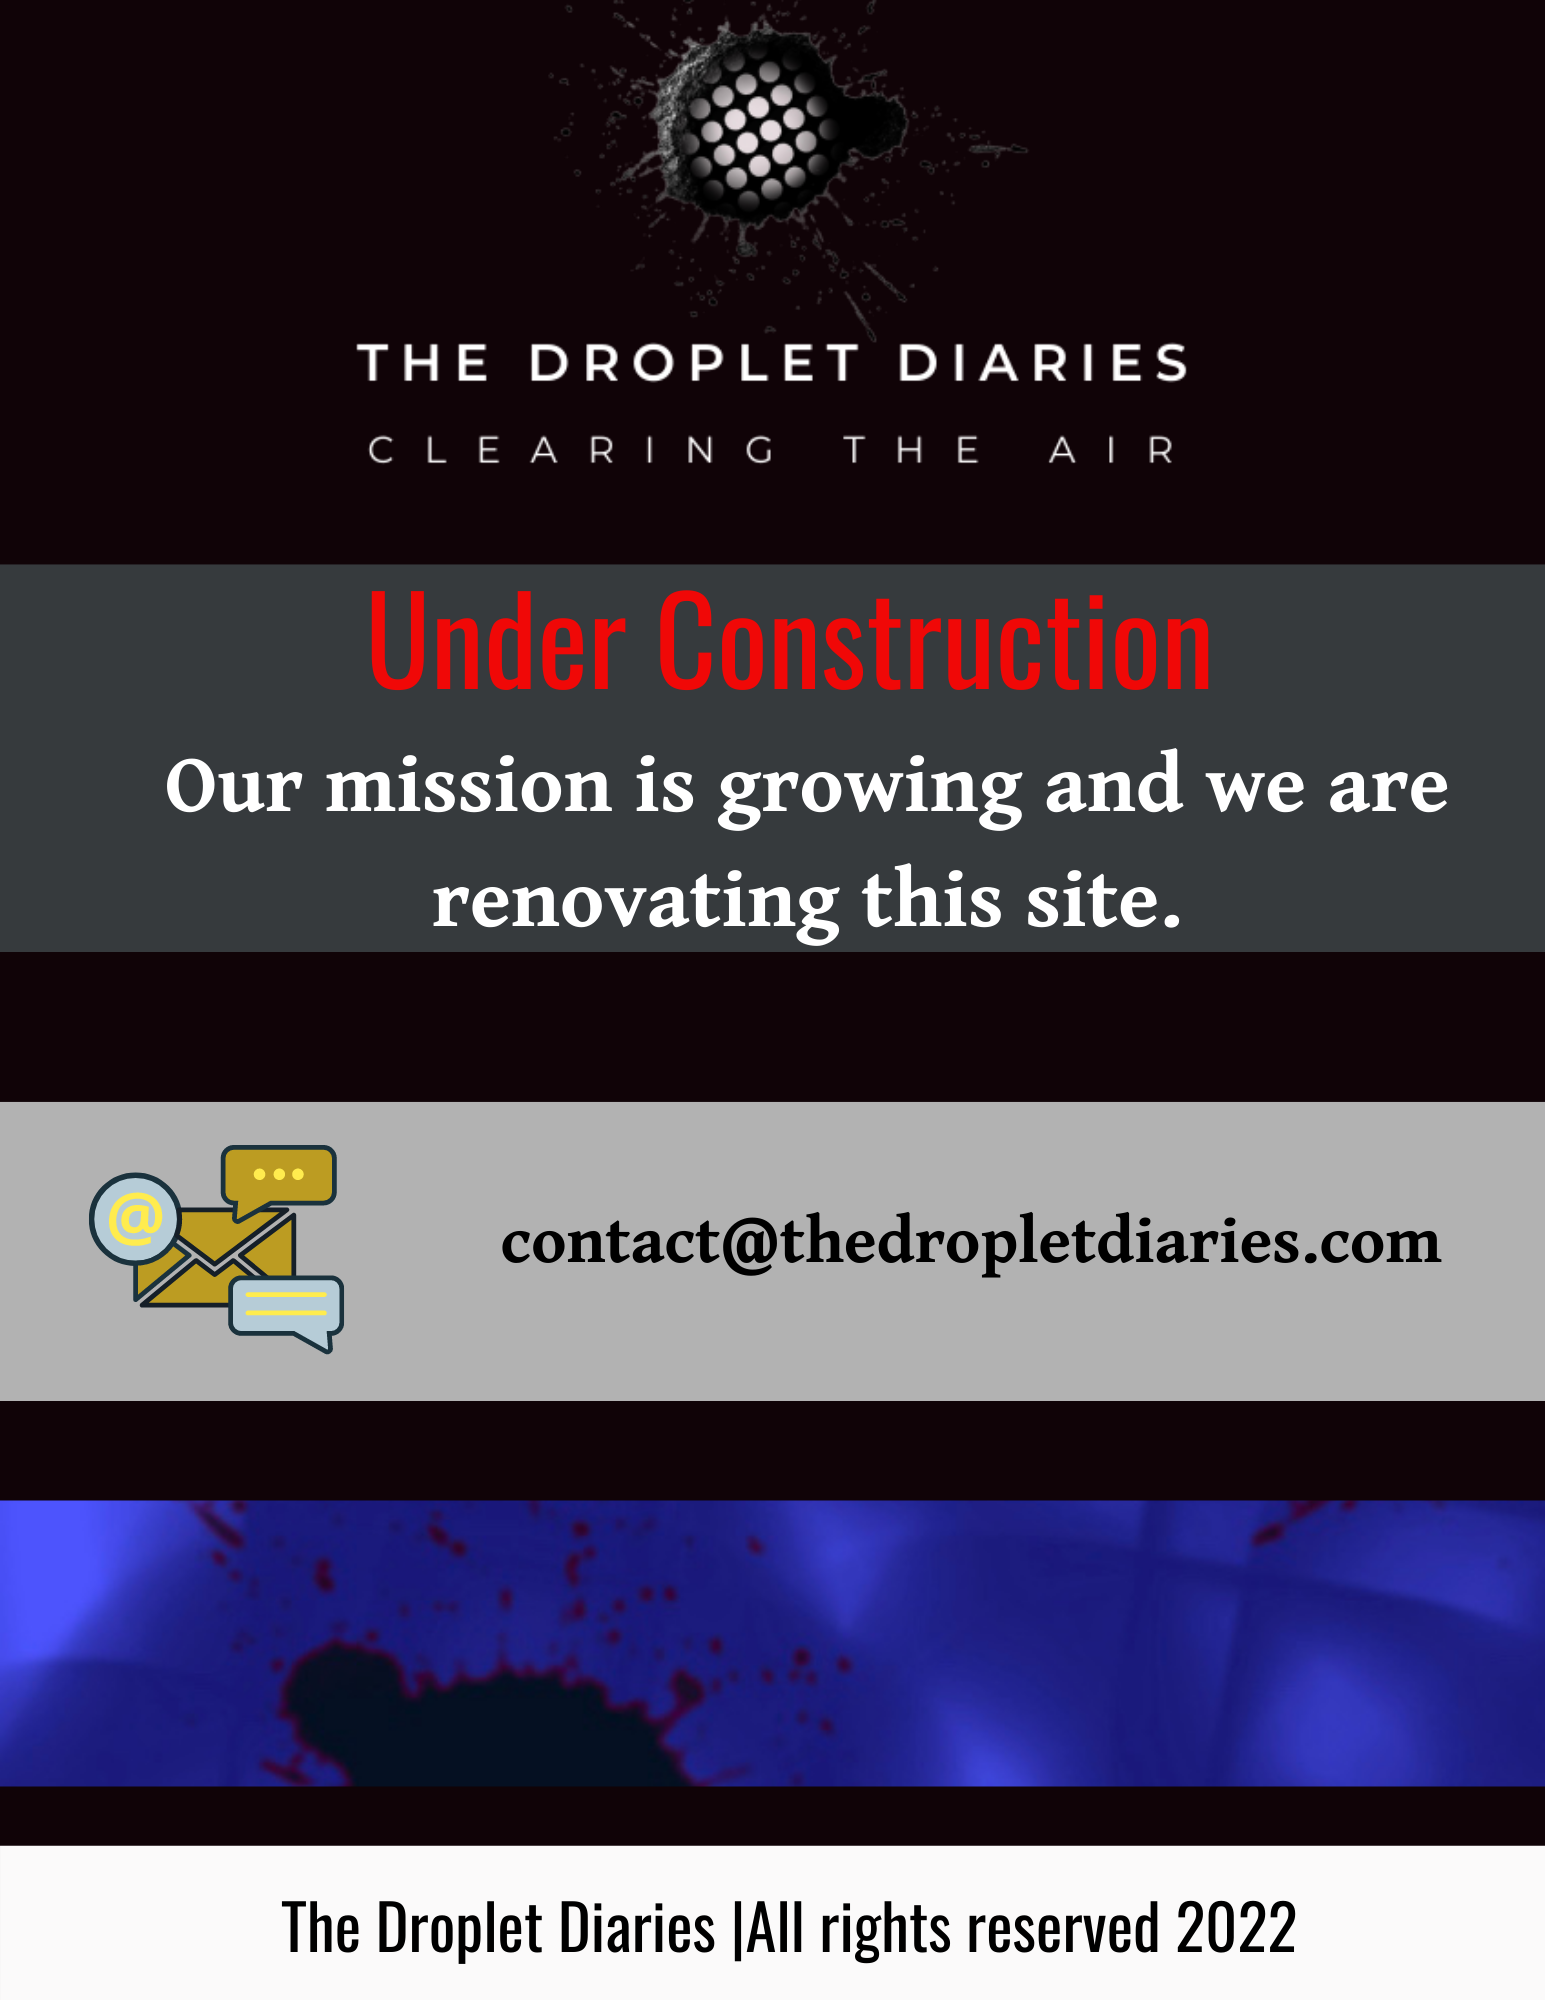 THE DROPLET DIARIES
CLEARING THE AIR
Under Construction
Our mission is growing and we are
renovating this site.
@
contact@thedropletdiaries.com
The Droplet Diaries |All rights reserved 2022